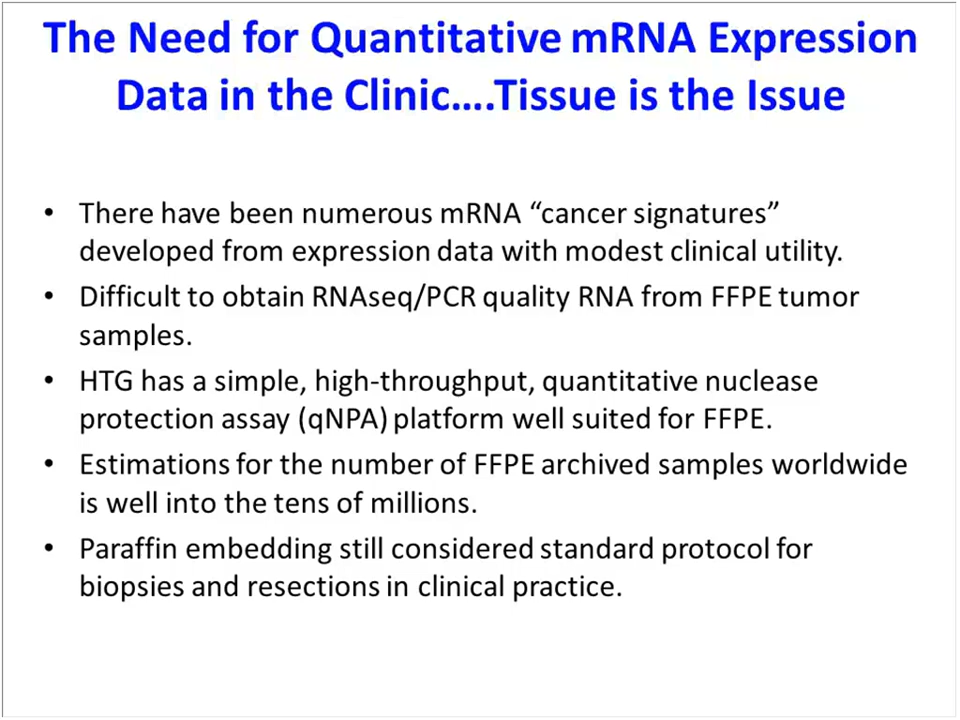 The Need for Quantitative mRNA Expression
Data in the Clinic....Tissue is the Issue
• There have been numerous mRNA “cancer signatures”
developed from expression data with modest clinical utility.
• Difficult to obtain RNAseq/PCR quality RNA from FFPE tumor
samples.
• HTG has a simple, high-throughput, quantitative nuclease
protection assay (qNPA) platform well suited for FFPE.
• Estimations for the number of FFPE archived samples worldwide
is well into the tens of millions.
• Paraffin embedding still considered standard protocol for
biopsies and resections in clinical practice.